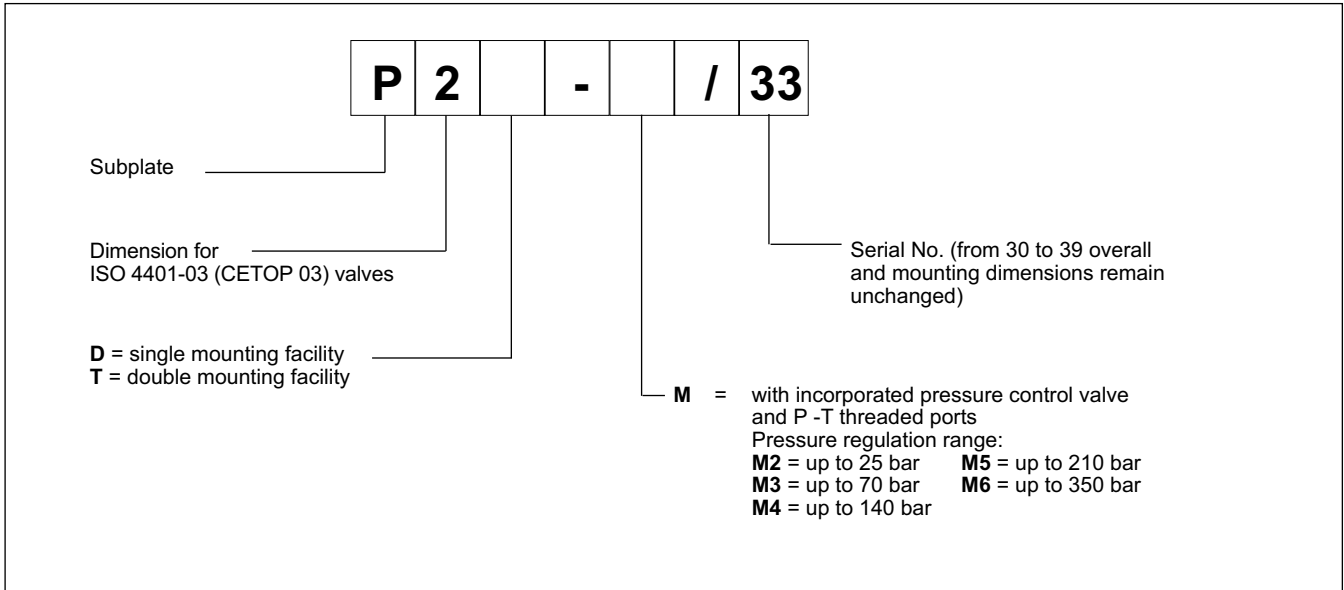 P 2 - / 33
Subplate
Dimension for
ISO 4401-03 (CETOP 03) valves
D = single mounting facility
T = double mounting facility
Serial No. (from 30 to 39 overall
and mounting dimensions remain
unchanged)
M = with incorporated pressure control valve
and P -T threaded ports
Pressure regulation range:
M2 = up to 25 bar M5 = up to 210 bar
M3 = up to 70 bar M6 = up to 350 bar
M4 = up to 140 bar